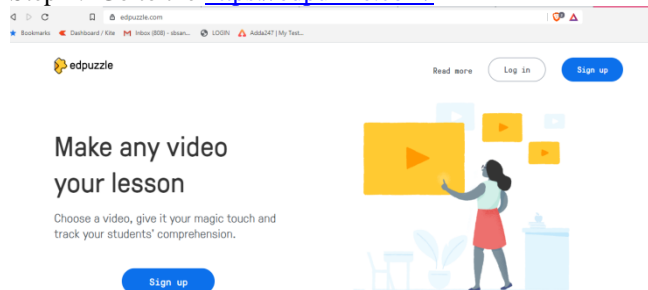 edpuzzle.com
Bookmarks Dashboard / Kite Inbox (808) - sbsan... LOGIN Adda247 | My Test...
edpuzzle
Read more Log in Sign up
Make any video
your lesson
Choose a video, give it your magic touch and
track your students' comprehension.
Sign up